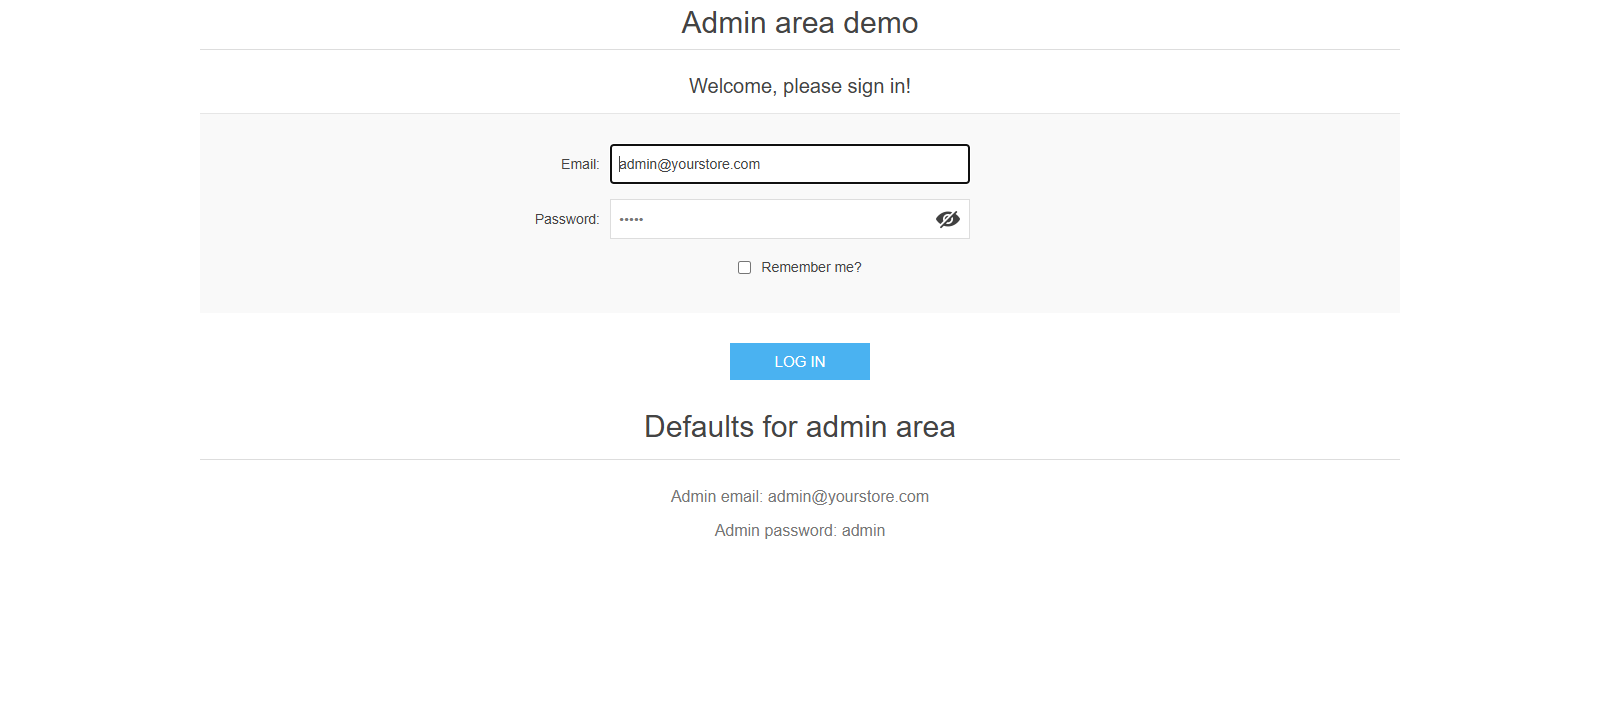 Admin area demo
Welcome, please sign in!
Email: admin@yourstore.com
Password: •••••
Remember me?
LOG IN
Defaults for admin area
Admin email: admin@yourstore.com
Admin password: admin